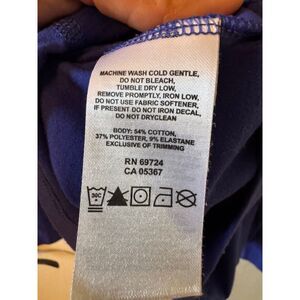 MACHINE WASH COLD GENTLE,
DO NOT BLEACH,
TUMBLE DRY LOW,
REMOVE PROMPTLY, IRON LOW,
DO NOT USE FABRIC SOFTENER,
IF PRESENT DO NOT IRON DECAL,
DO NOT DRYCLEAN
BODY: 54% COTTON,
37% POLYESTER, 9% ELASTANE
EXCLUSIVE OF TRIMMING
RN 69724
CA 05367
30C